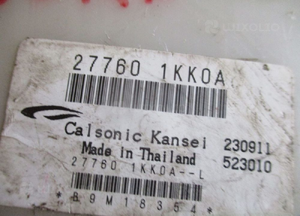 27760 1KK0A
Calsonic Kansei 230911
Made in Thailand 523010
27760 1KK0A--L
* 89M18354 *